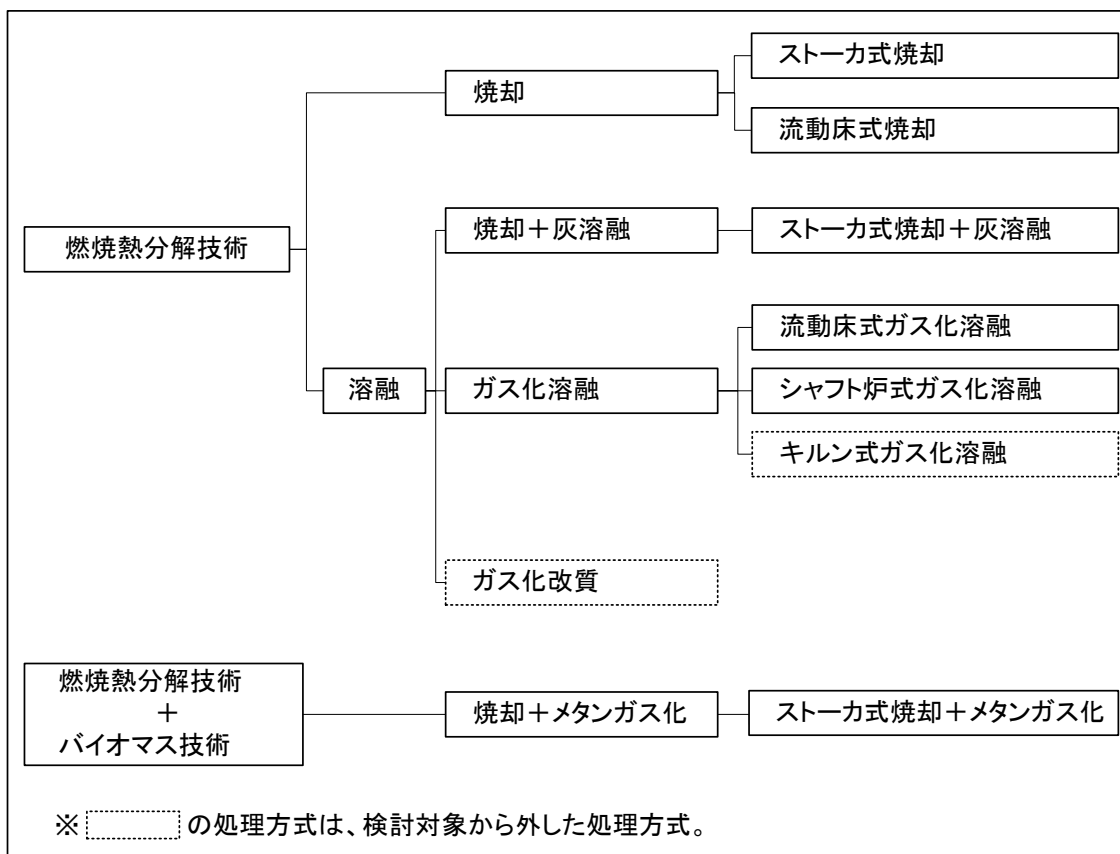 燃焼熱分解技術
焼却
ストーカ式焼却
流動床式焼却
溶融
焼却＋灰溶融
ストーカ式焼却＋灰溶融
ガス化溶融
流動床式ガス化溶融
シャフト炉式ガス化溶融
キルン式ガス化溶融
ガス化改質
燃焼熱分解技術
＋
バイオマス技術
焼却＋メタンガス化
ストーカ式焼却＋メタンガス化
※ の処理方式は、検討対象から外した処理方式。